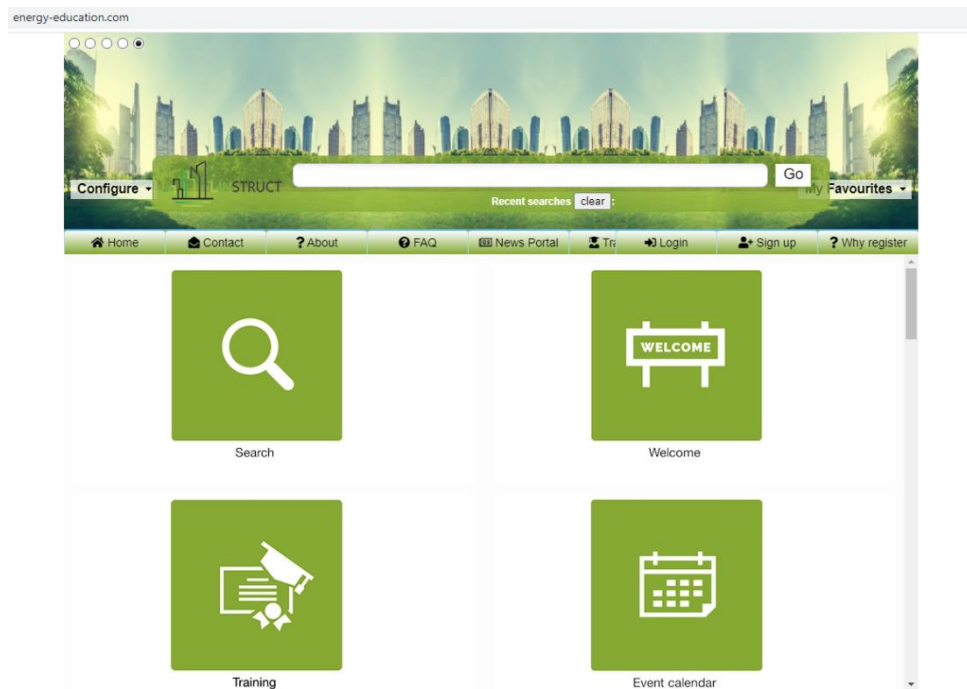 energy-education.com
Configure
STRUCT
Go
My Favourites
Recent searches clear :
Home
Contact
? About
FAQ
News Portal
Tra
Login
Sign up
? Why register
WELCOME
Search
Welcome
Training
Event calendar